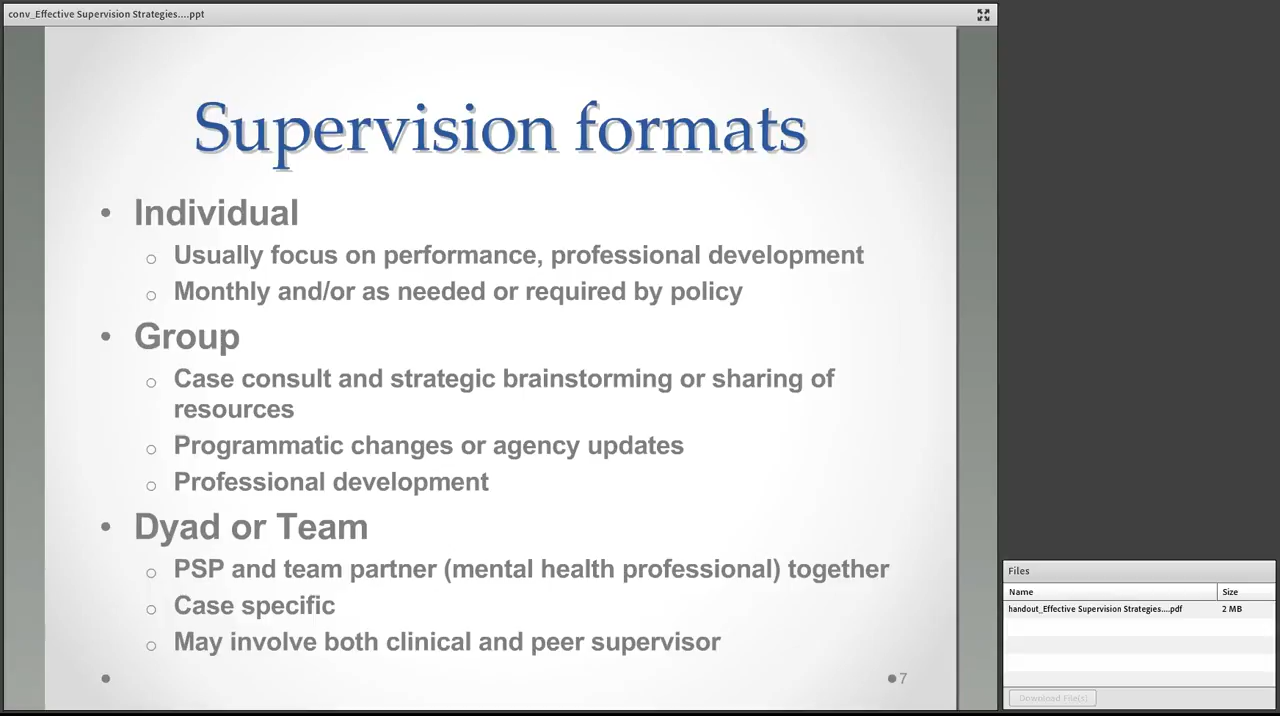 conv_Effective Supervision Strategies....ppt
Supervision formats
• Individual
o Usually focus on performance, professional development
o Monthly and/or as needed or required by policy
• Group
o Case consult and strategic brainstorming or sharing of
resources
o Programmatic changes or agency updates
o Professional development
• Dyad or Team
o PSP and team partner (mental health professional) together
o Case specific
o May involve both clinical and peer supervisor
• • 7
Files
Name Size
handout_Effective Supervision Strategies....pdf 2 MB
Download File(s)